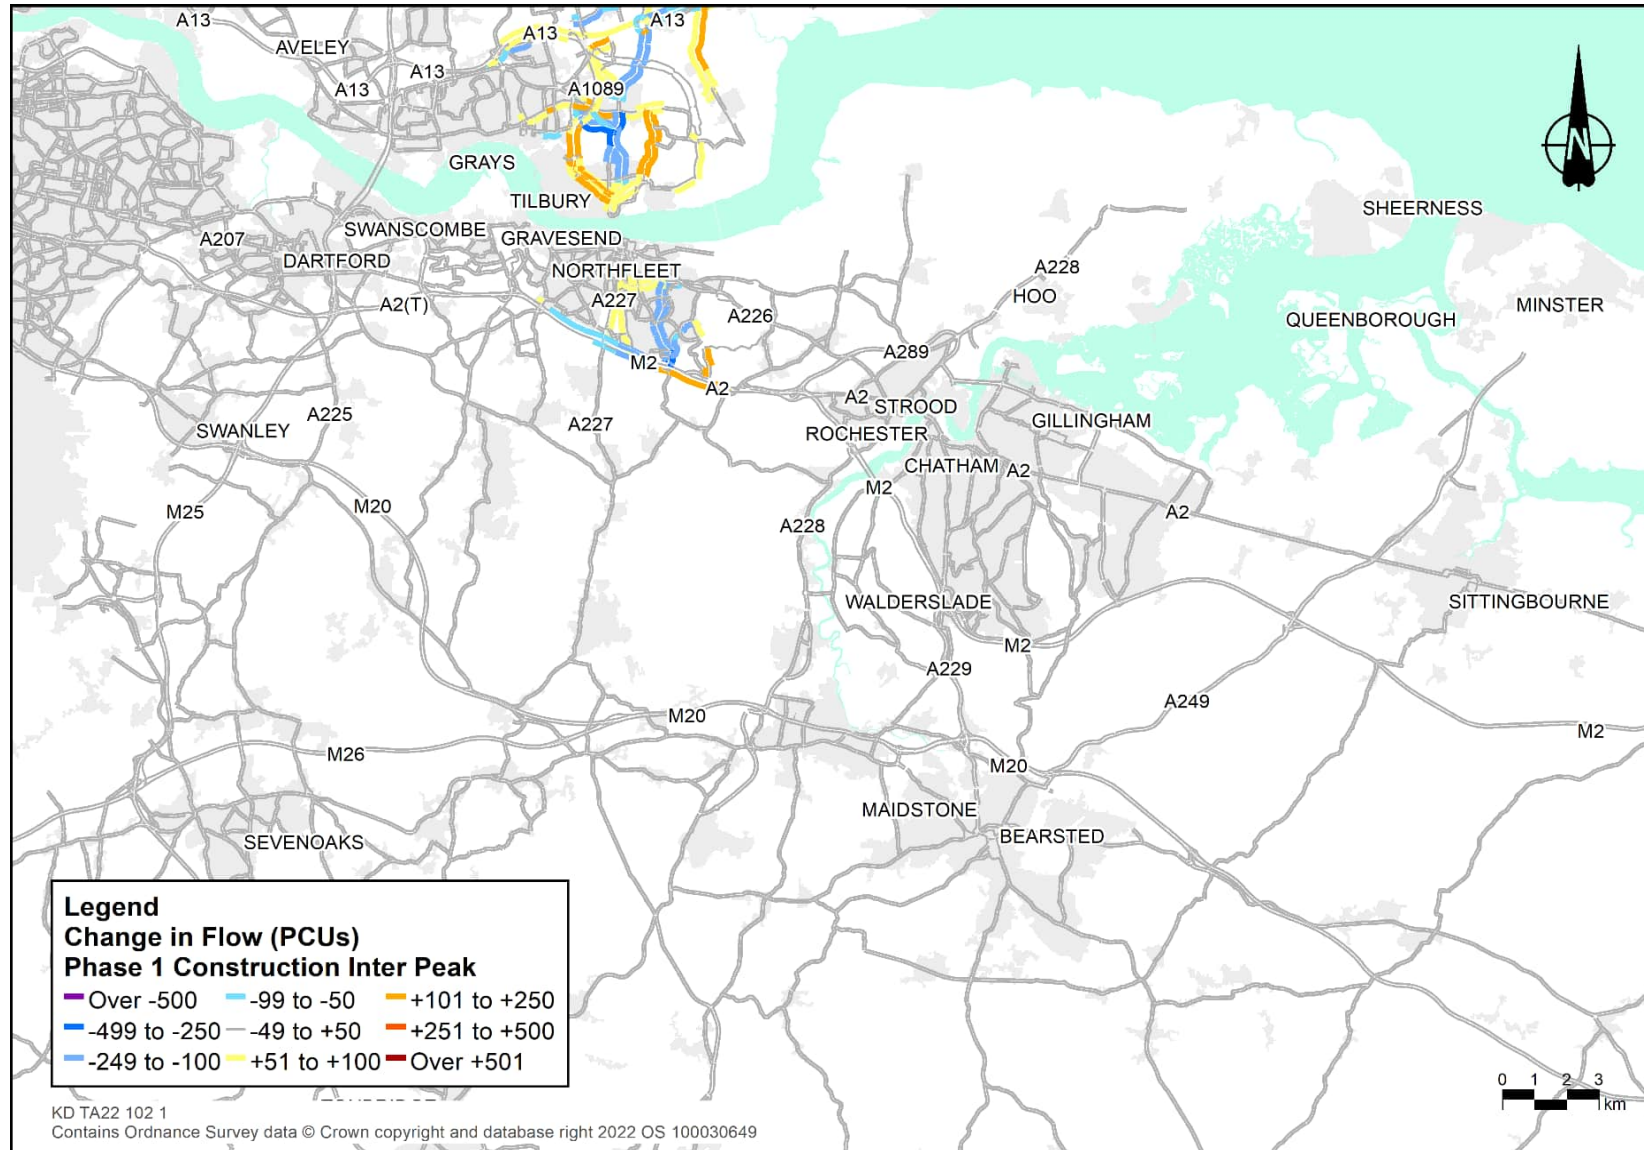 A13
A13
A13
AVELEY
A13
A13
A1089
GRAYS
TILBURY
SHEERNESS
SWANSCOMBE
A207
GRAVESEND
DARTFORD
NORTHFLEET
A228
A2(T)
A227
HOO
MINSTER
A226
QUEENBOROUGH
A289
M2
A2
A2
STROOD
A225
A227
GILLINGHAM
SWANLEY
ROCHESTER
CHATHAM
A2
M2
M20
M25
A2
A228
WALDERSLADE
SITTINGBOURNE
M2
A229
A249
M20
M2
M26
M20
MAIDSTONE
BEARSTED
SEVENOAKS
N
Legend
Change in Flow (PCUs)
Phase 1 Construction Inter Peak
Over -500 -99 to -50 +101 to +250
-499 to -250 -49 to +50 +251 to +500
-249 to -100 +51 to +100 Over +501
0 1 2 3
km
KD TA22 102 1
Contains Ordnance Survey data © Crown copyright and database right 2022 OS 100030649